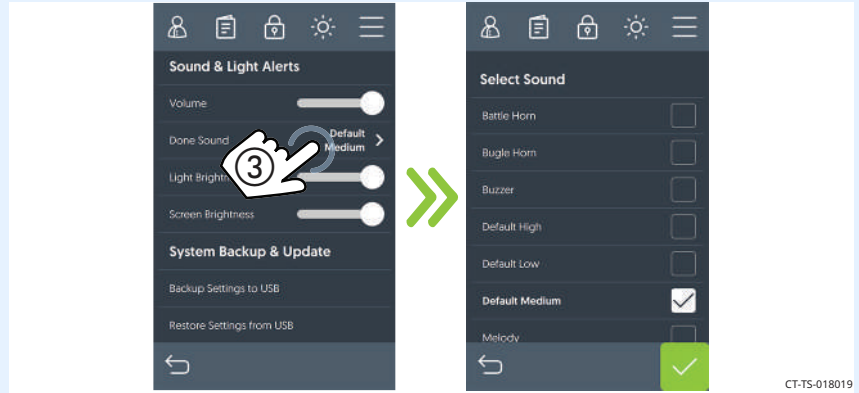 Sound & Light Alerts
Volume
Done Sound
Default
Medium
3
Light Brightn
Screen Brightness
System Backup & Update
Backup Settings to USB
Restore Settings from USB
Select Sound
Battle Horn
Bugle Horn
Buzzer
Default High
Default Low
Default Medium
Melody
CT-TS-018019